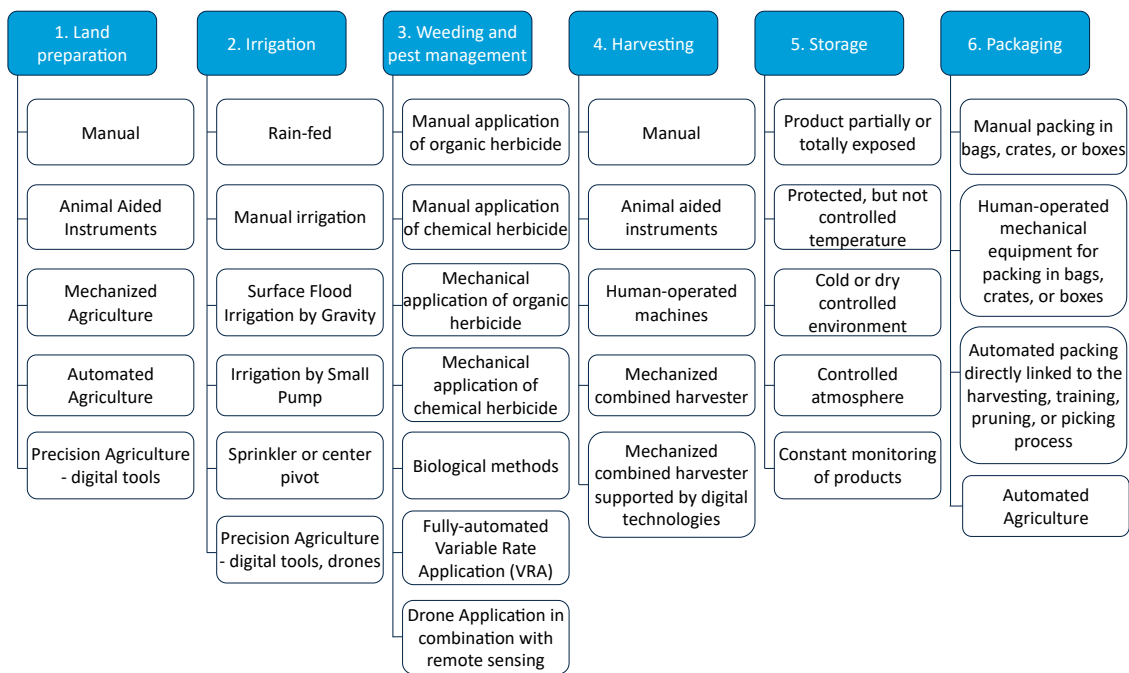 1. Land
preparation
Manual
Animal Aided
Instruments
Mechanized
Agriculture
Automated
Agriculture
Precision Agriculture
- digital tools
2. Irrigation
Rain-fed
Manual irrigation
Surface Flood
Irrigation by Gravity
Irrigation by Small
Pump
Sprinkler or center
pivot
Precision Agriculture
- digital tools, drones
3. Weeding and
pest management
Manual application
of organic herbicide
Manual application
of chemical herbicide
Mechanical
application of organic
herbicide
Mechanical
application of
chemical herbicide
Biological methods
Fully-automated
Variable Rate
Application (VRA)
Drone Application in
combination with
remote sensing
4. Harvesting
Manual
Animal aided
instruments
Human-operated
machines
Mechanized
combined harvester
Mechanized
combined harvester
supported by digital
technologies
5. Storage
Product partially or
totally exposed
Protected, but not
controlled
temperature
Cold or dry
controlled
environment
Controlled
atmosphere
Constant monitoring
of products
6. Packaging
Manual packing in
bags, crates, or boxes
Human-operated
mechanical
equipment for
packing in bags,
crates, or boxes
Automated packing
directly linked to the
harvesting, training,
pruning, or picking
process
Automated
Agriculture